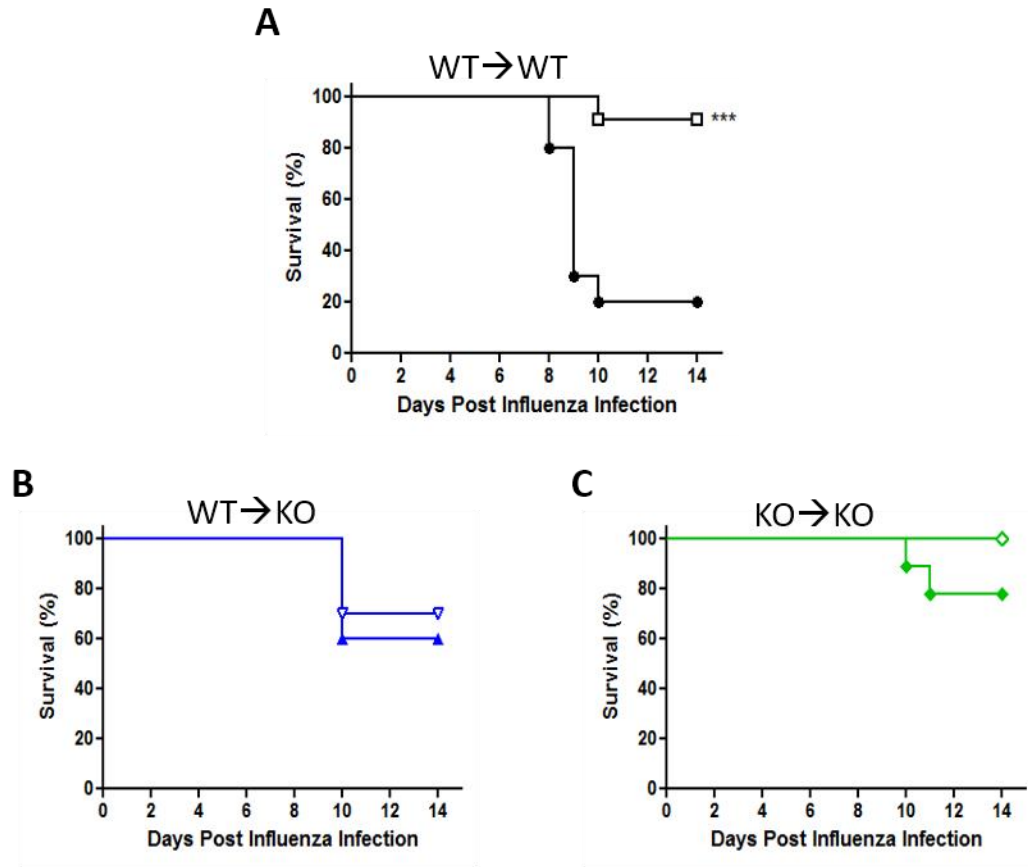 A
WT→WT
100
80
60
40
20
0
Survival (%)
***
0 2 4 6 8 10 12 14
Days Post Influenza Infection
B
WT→KO
100
80
60
40
20
0
Survival (%)
0 2 4 6 8 10 12 14
Days Post Influenza Infection
C
KO→KO
100
80
60
40
20
0
Survival (%)
0 2 4 6 8 10 12 14
Days Post Influenza Infection